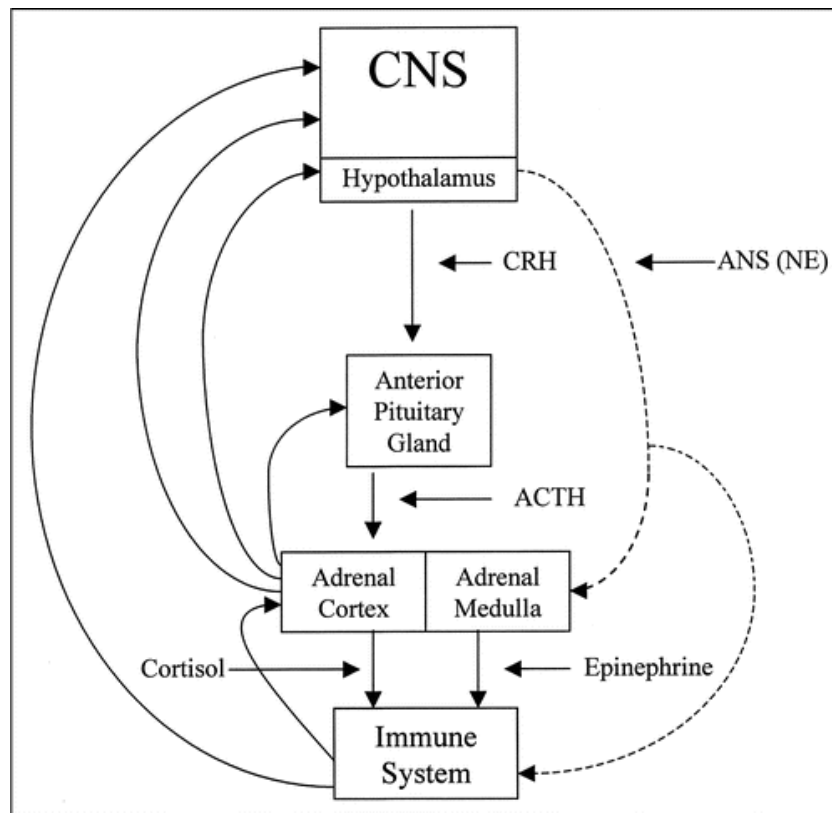 CNS
Hypothalamus
CRH
ANS (NE)
Anterior
Pituitary
Gland
ACTH
Adrenal
Cortex
Adrenal
Medulla
Cortisol
Epinephrine
Immune
System